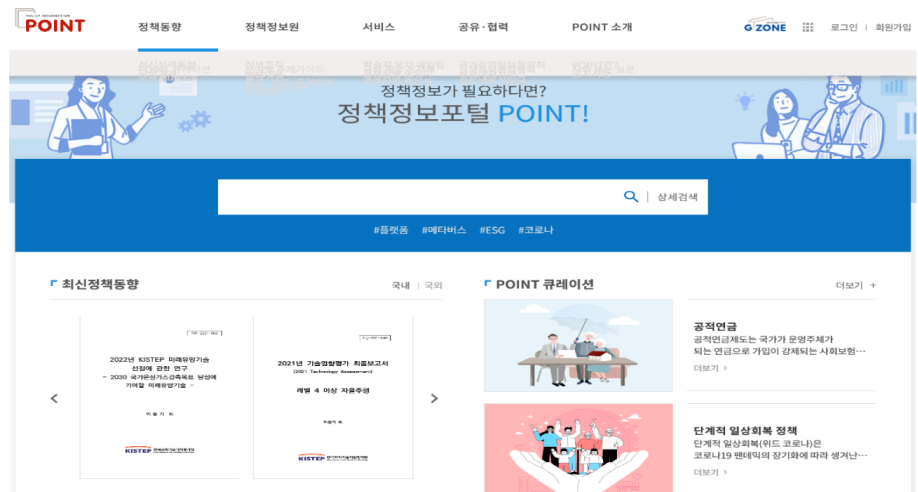 POINT
정책동향
정책정보원
서비스
공유·협력
POINT 소개
G ZONE
로그인 | 회원가입
정책정보가 필요하다면?
정책정보포털 POINT!
상세검색
#플랫폼 #메타버스 #ESG #코로나
최신정책동향
국내 | 국외
2022년 KISTEP 미래유망기술
선정에 관한 연구
- 2030 국가온실가스감축목표 달성에
기여할 미래유망기술 -
KISTEP
2021년 기술영향평가 최종보고서
(2021 Technology Assessment)
레벨 4 이상 자율주행
KISTEP
POINT 큐레이션
더보기 +
공적연금
공적연금제도는 국가가 운영주체가
되는 연금으로 가입이 강제되는 사회보험…
더보기 >
단계적 일상회복 정책
단계적 일상회복(위드 코로나)은
코로나19 팬데믹의 장기화에 따라 생겨난…
더보기 >